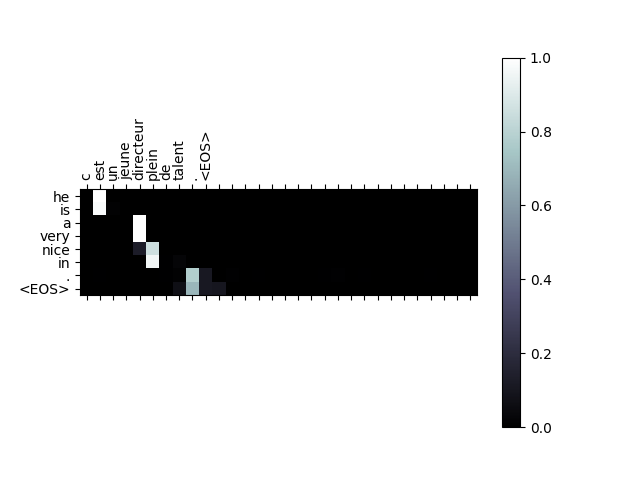 c
est
un
jeune
directeur
plein
de
talent
.
<EOS>
he
is
a
very
nice
in
.
<EOS>
1.0
0.8
0.6
0.4
0.2
0.0